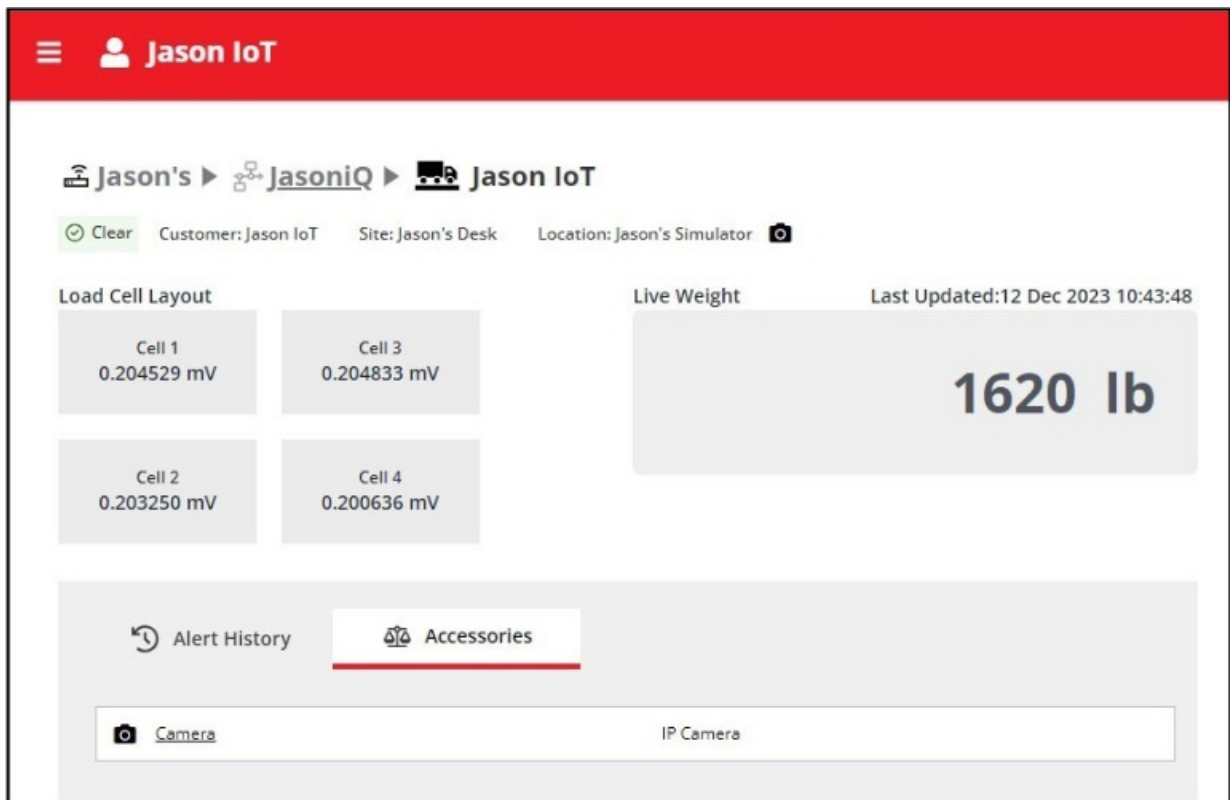 Jason IoT
Jason's JasoniQ Jason IoT
Clear Customer: Jason IoT Site: Jason's Desk Location: Jason's Simulator
Load Cell Layout
Live Weight Last Updated:12 Dec 2023 10:43:48
Cell 1 Cell 3
0.204529 mV 0.204833 mV
1620 lb
Cell 2 Cell 4
0.203250 mV 0.200636 mV
Alert History Accessories
Camera IP Camera